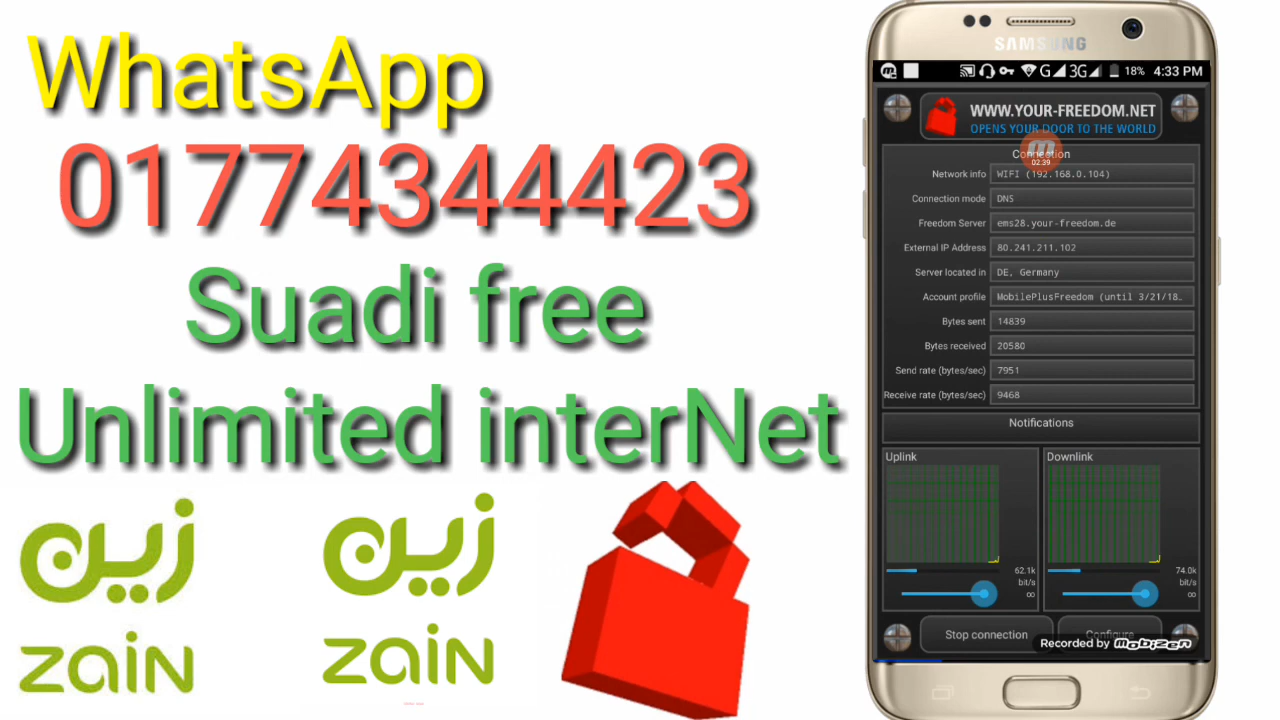 WhatsApp
01774344423
Suadi free
Unlimited interNet
زين
zain
زين
zain
SAMSUNG
G 3G 18% 4:33 PM
WWW.YOUR-FREEDOM.NET
OPENS YOUR DOOR TO THE WORLD
Connection
02:39
Network info WIFI (192.168.0.104)
Connection mode DNS
Freedom Server ems28.your-freedom.de
External IP Address 80.241.211.102
Server located in DE, Germany
Account profile MobilePlusFreedom (until 3/21/18…
Bytes sent 14839
Bytes received 20580
Send rate (bytes/sec) 7951
Receive rate (bytes/sec) 9468
Notifications
Uplink Downlink
62.1k 74.0k
bit/s bit/s
∞ ∞
Stop connection Configure
Recorded by mobizen